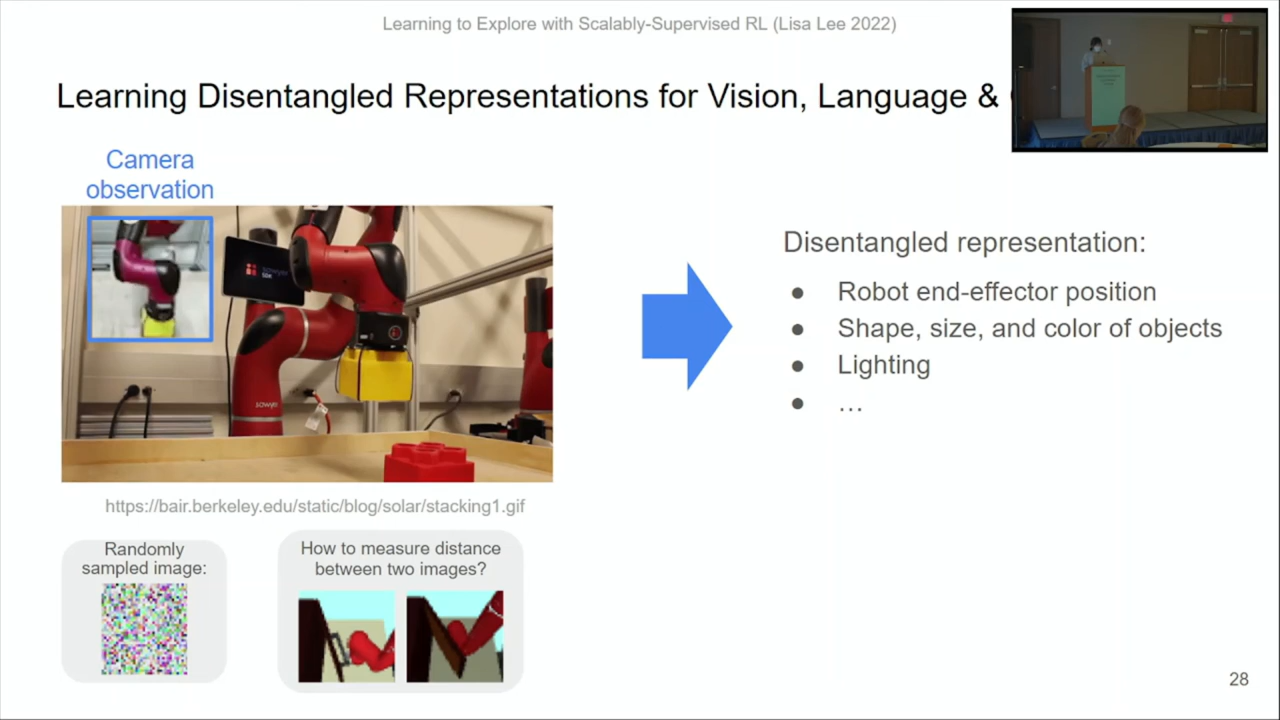 Learning to Explore with Scalably-Supervised RL (Lisa Lee 2022)
Learning Disentangled Representations for Vision, Language &
Camera
observation
sawyer
Disentangled representation:
● Robot end-effector position
● Shape, size, and color of objects
● Lighting
● …
https://bair.berkeley.edu/static/blog/solar/stacking1.gif
Randomly
sampled image:
How to measure distance
between two images?
28